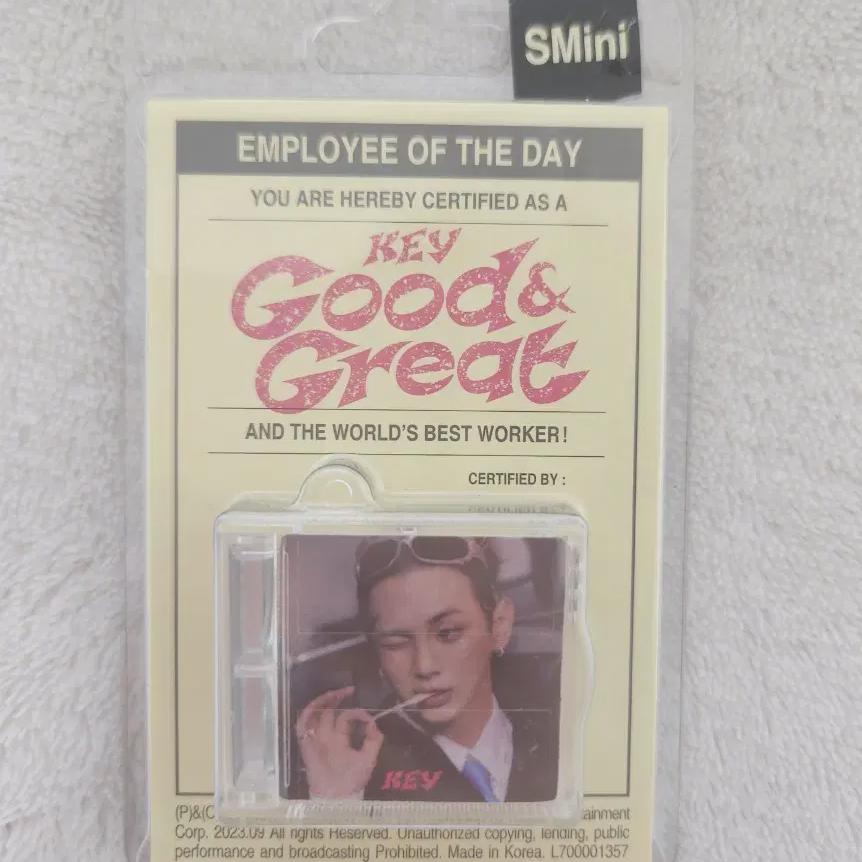 SMini
EMPLOYEE OF THE DAY
YOU ARE HEREBY CERTIFIED AS A
KEY
Good &
Great
AND THE WORLD'S BEST WORKER!
CERTIFIED BY :
KEY
(P)&(C
ainment
Corp. 2023.09 All rights Reserved. Unauthorized copying, lending, public
performance and broadcasting Prohibited. Made in Korea. L700001357